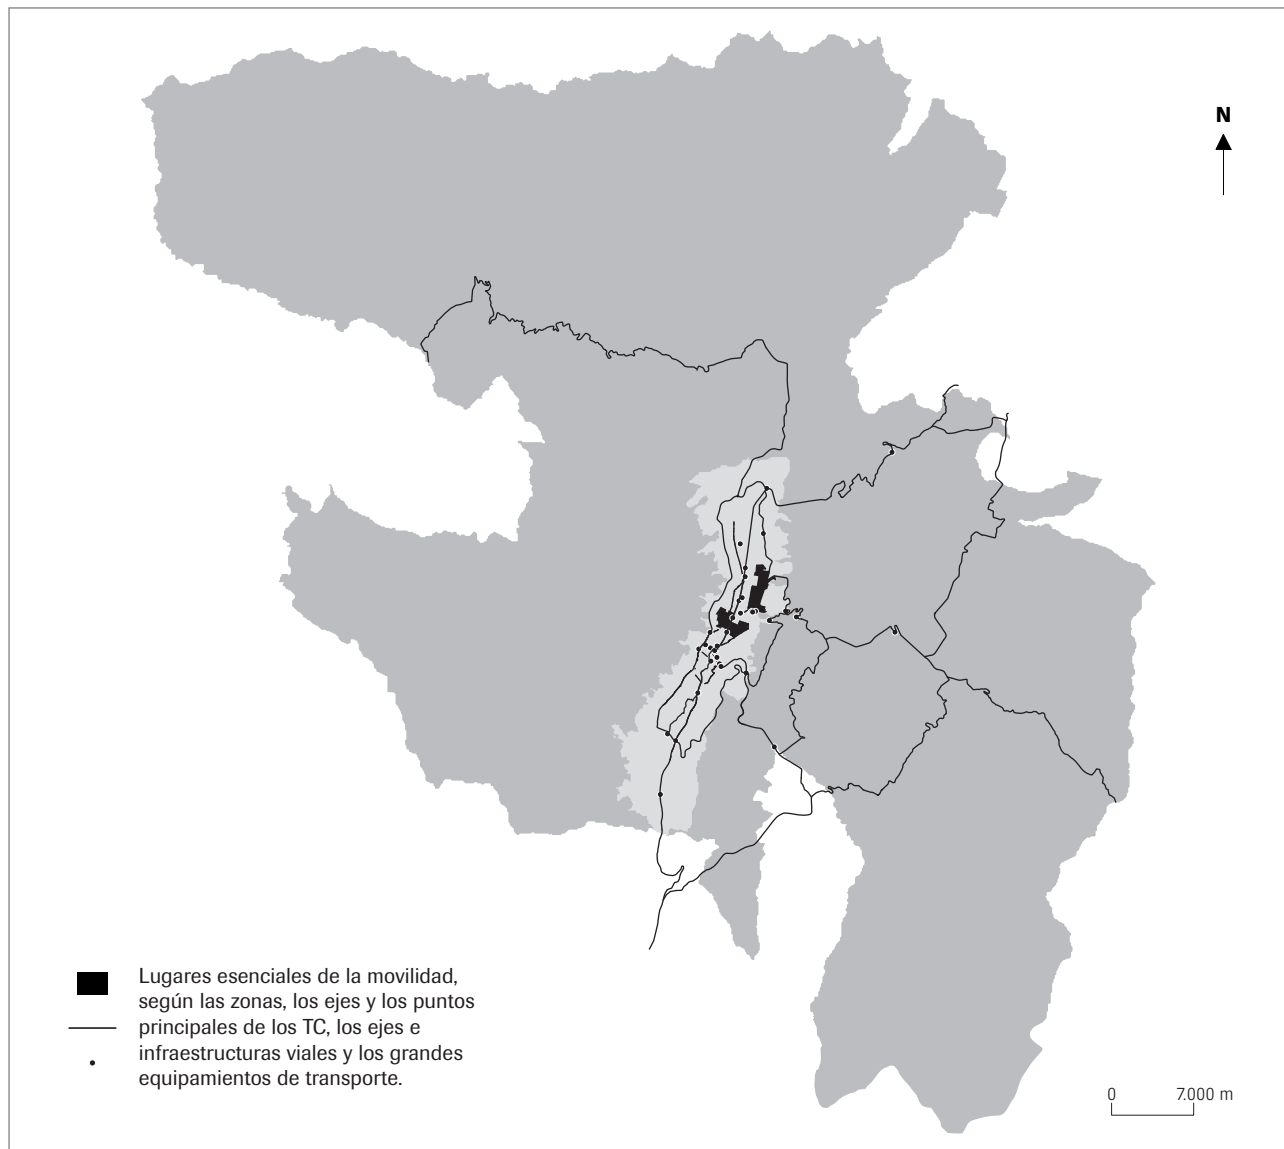 N
Lugares esenciales de la movilidad,
según las zonas, los ejes y los puntos
principales de los TC, los ejes e
infraestructuras viales y los grandes
equipamientos de transporte.
0 7.000 m